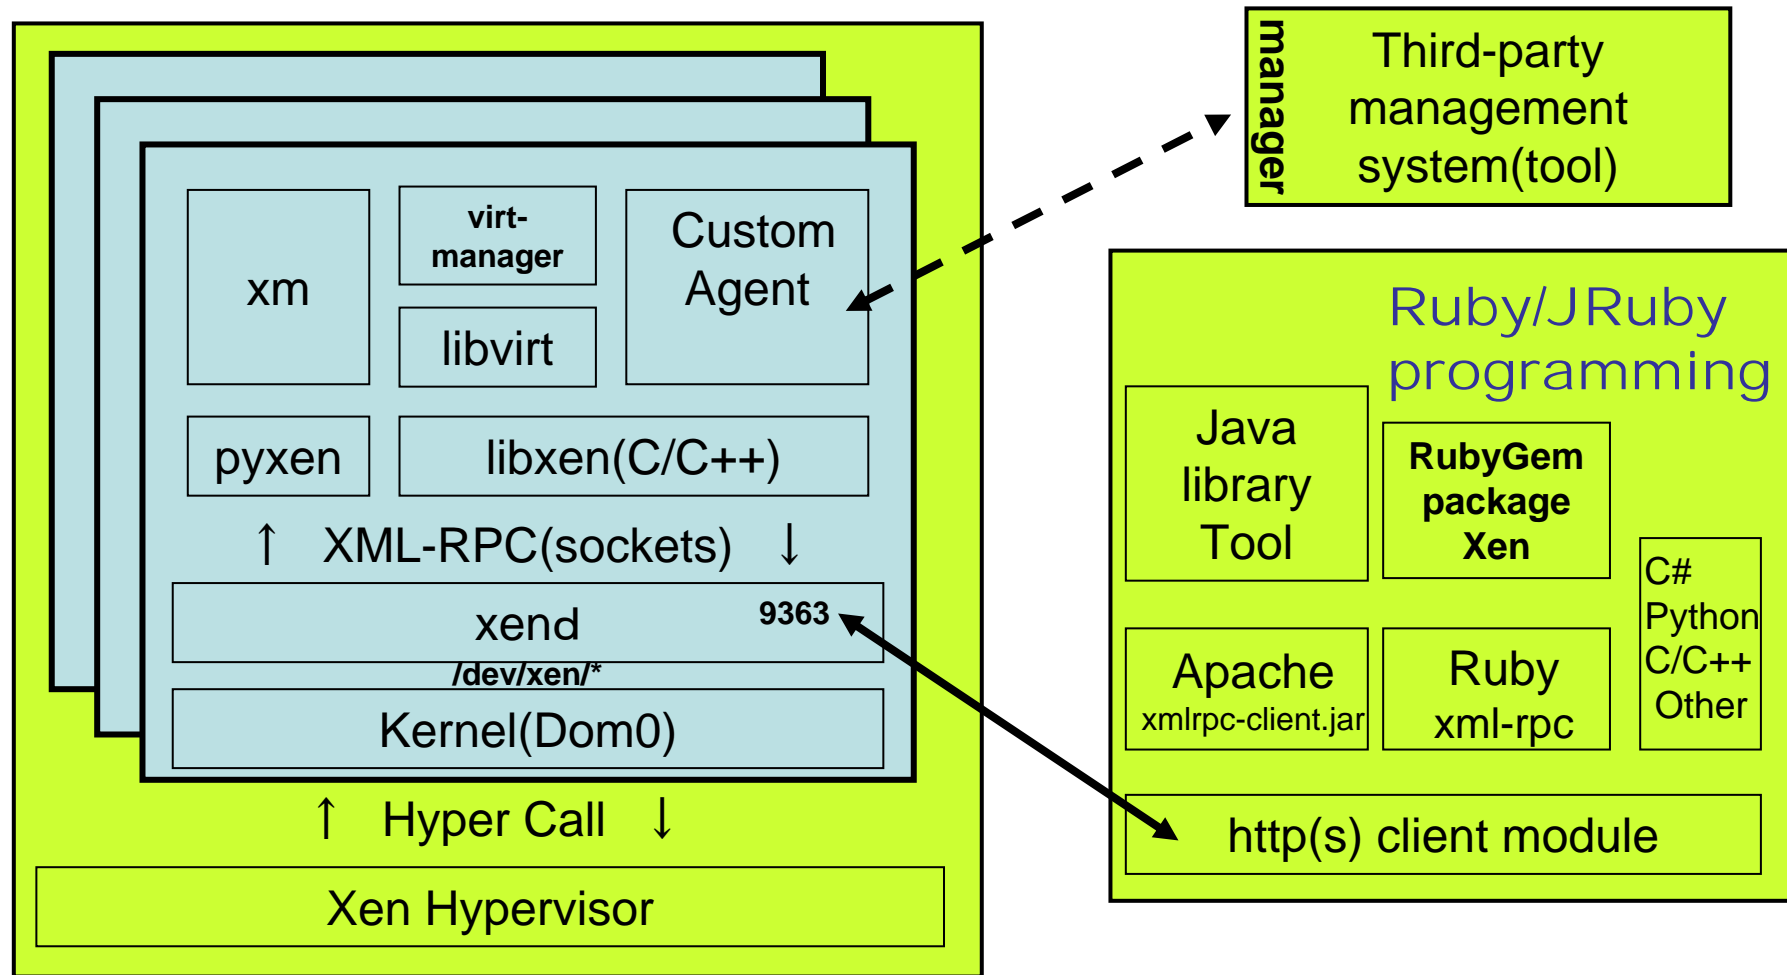 xm
virt-
manager
libvirt
Custom
Agent
pyxen
libxen(C/C++)
↑ XML-RPC(sockets) ↓
xend
9363
/dev/xen/*
Kernel(Dom0)
↑ Hyper Call ↓
Xen Hypervisor
manager
Third-party
management
system(tool)
Ruby/JRuby
programming
Java
library
Tool
RubyGem
package
Xen
C#
Python
C/C++
Other
Apache
xmlrpc-client.jar
Ruby
xml-rpc
http(s) client module